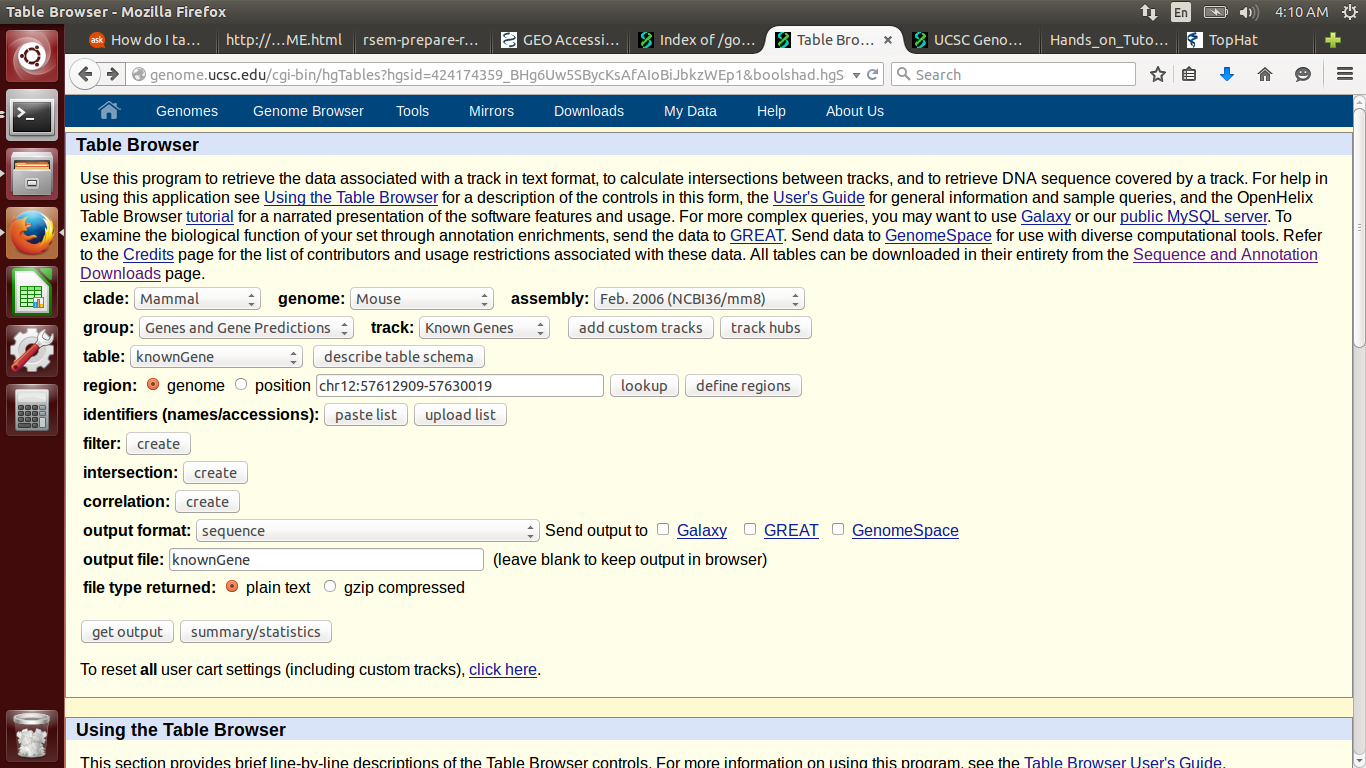 Table Browser - Mozilla Firefox
En
4:10 AM
ask How do I ta...
http://...ME.html
rsem-prepare-r...
GEO Accessi...
Index of /go...
Table Bro... ×
UCSC Geno...
Hands_on_Tuto...
TopHat
genome.ucsc.edu/cgi-bin/hgTables?hgsid=424174359_BHg6Uw5SBycKsAfAIoBiJbkzWEp1&boolshad.hgS
Search
Genomes Genome Browser Tools Mirrors Downloads My Data Help About Us
Table Browser
Use this program to retrieve the data associated with a track in text format, to calculate intersections between tracks, and to retrieve DNA sequence covered by a track. For help in
using this application see Using the Table Browser for a description of the controls in this form, the User's Guide for general information and sample queries, and the OpenHelix
Table Browser tutorial for a narrated presentation of the software features and usage. For more complex queries, you may want to use Galaxy or our public MySQL server. To
examine the biological function of your set through annotation enrichments, send the data to GREAT. Send data to GenomeSpace for use with diverse computational tools. Refer
to the Credits page for the list of contributors and usage restrictions associated with these data. All tables can be downloaded in their entirety from the Sequence and Annotation
Downloads page.
clade: Mammal genome: Mouse assembly: Feb. 2006 (NCBI36/mm8)
group: Genes and Gene Predictions track: Known Genes add custom tracks track hubs
table: knownGene describe table schema
region: genome position chr12:57612909-57630019 lookup define regions
identifiers (names/accessions): paste list upload list
filter: create
intersection: create
correlation: create
output format: sequence Send output to Galaxy GREAT GenomeSpace
output file: knownGene (leave blank to keep output in browser)
file type returned: plain text gzip compressed
get output summary/statistics
To reset all user cart settings (including custom tracks), click here.
Using the Table Browser
This section provides brief line-by-line descriptions of the Table Browser controls. For more information on using this program, see the Table Browser User's Guide.